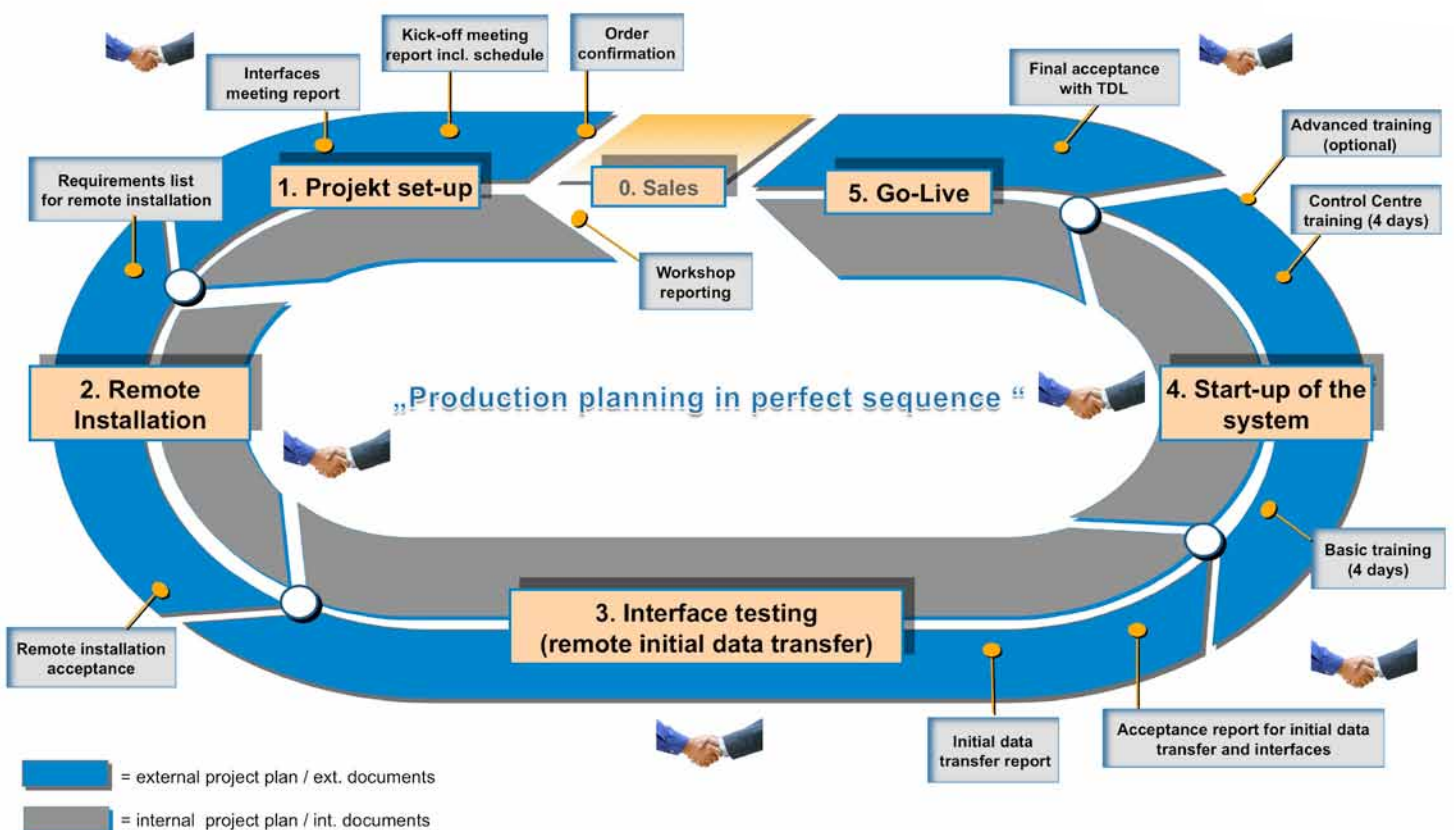 Kick-off meeting
report incl. schedule
Order
confirmation
Interfaces
meeting report
Final acceptance
with TDL
Advanced training
(optional)
Requirements list
for remote installation
1. Projekt set-up
0. Sales
5. Go-Live
Control Centre
training (4 days)
Workshop
reporting
2. Remote
Installation
„Production planning in perfect sequence “
4. Start-up of the
system
Basic training
(4 days)
3. Interface testing
(remote initial data transfer)
Remote installation
acceptance
Initial data
transfer report
Acceptance report for initial data
transfer and interfaces
= external project plan / ext. documents
= internal project plan / int. documents